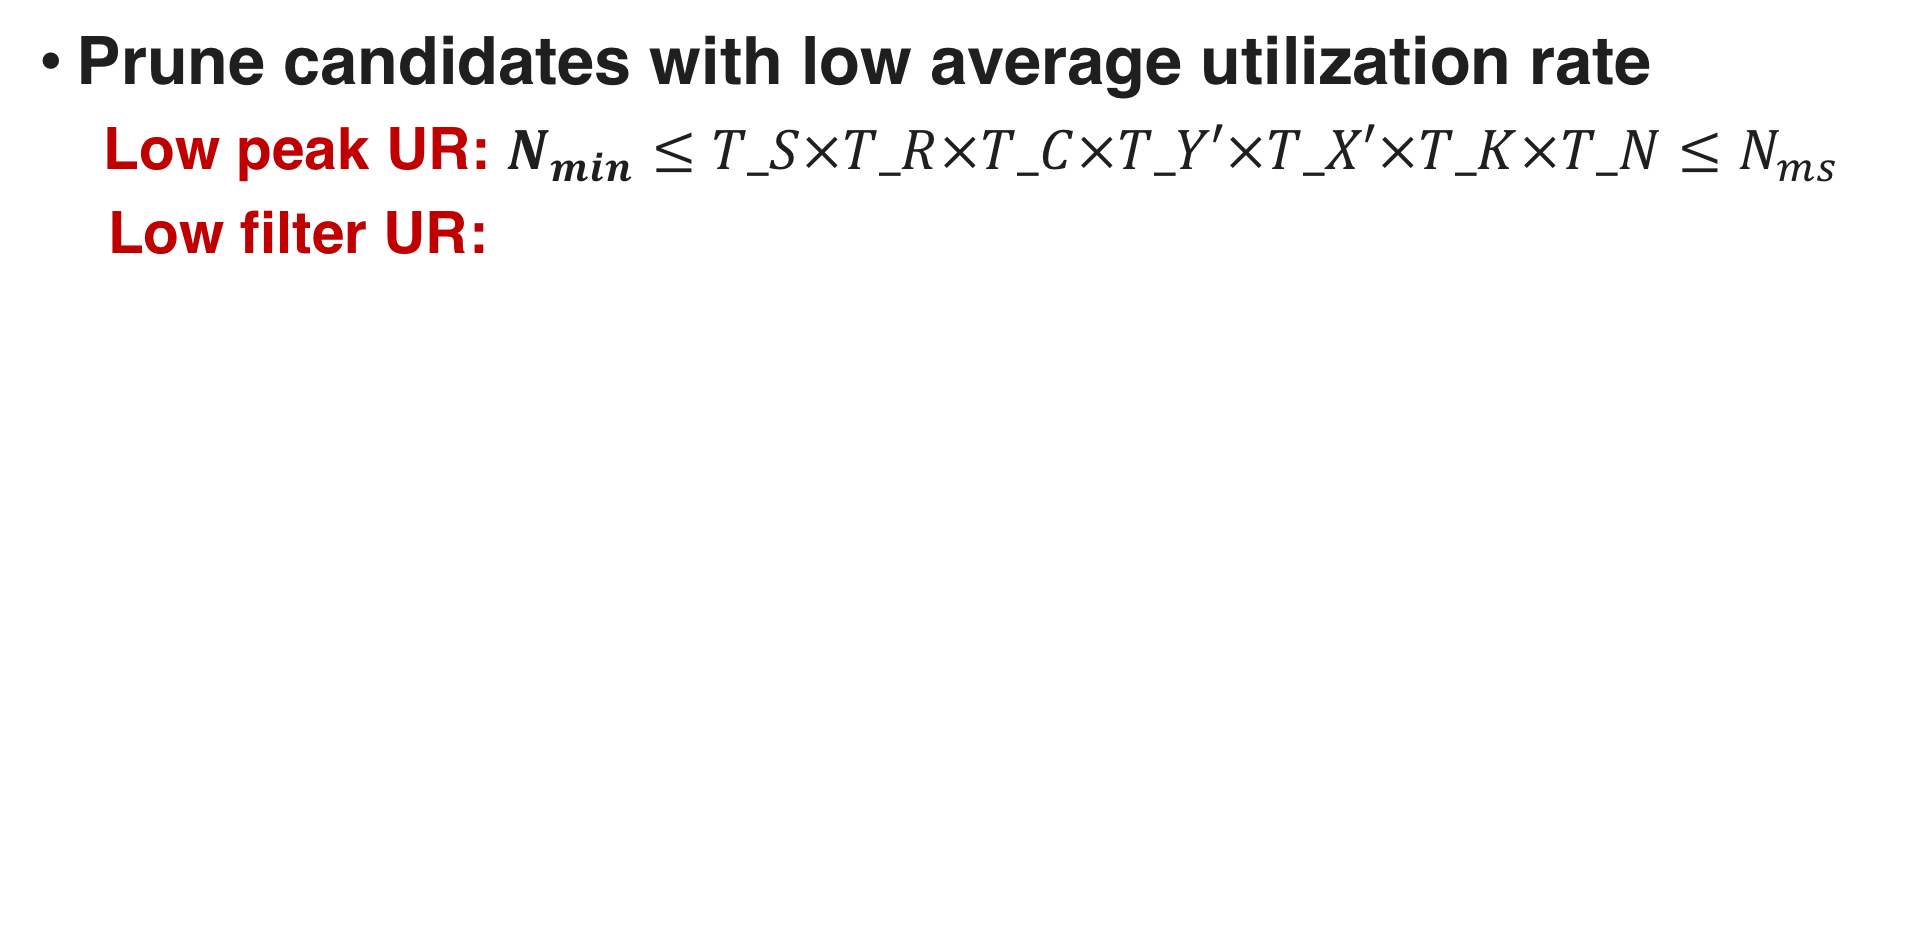 • Prune candidates with low average utilization rate
Low peak UR: N_min ≤ T_S×T_R×T_C×T_Y′×T_X′×T_K×T_N ≤ N_ms
Low filter UR: